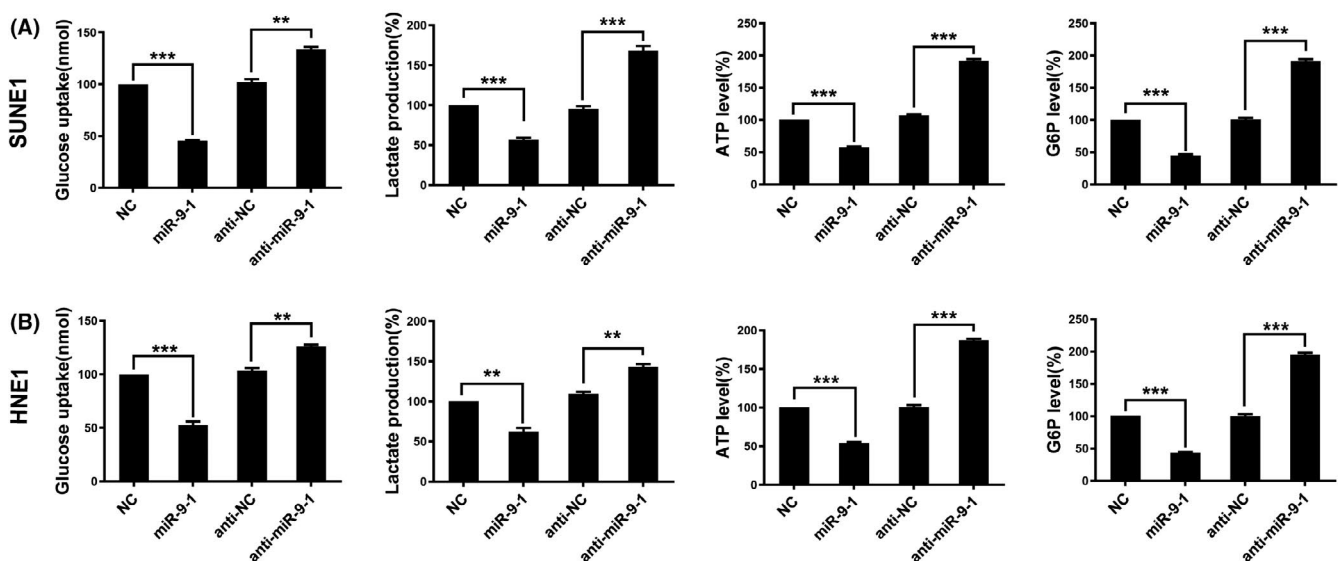 (A)
SUNE1
Glucose uptake(nmol)
150
100
50
0
***
**
NC
miR-9-1
anti-NC
anti-miR-9-1
Lactate production(%)
200
150
100
50
0
***
***
NC
miR-9-1
anti-NC
anti-miR-9-1
ATP level(%)
250
200
150
100
50
0
***
***
NC
miR-9-1
anti-NC
anti-miR-9-1
G6P level(%)
250
200
150
100
50
0
***
***
NC
miR-9-1
anti-NC
anti-miR-9-1
(B)
HNE1
Glucose uptake(nmol)
150
100
50
0
***
**
NC
miR-9-1
anti-NC
anti-miR-9-1
Lactate production(%)
200
150
100
50
0
**
**
NC
miR-9-1
anti-NC
anti-miR-9-1
ATP level(%)
200
150
100
50
0
***
***
NC
miR-9-1
anti-NC
anti-miR-9-1
G6P level(%)
250
200
150
100
50
0
***
***
NC
miR-9-1
anti-NC
anti-miR-9-1